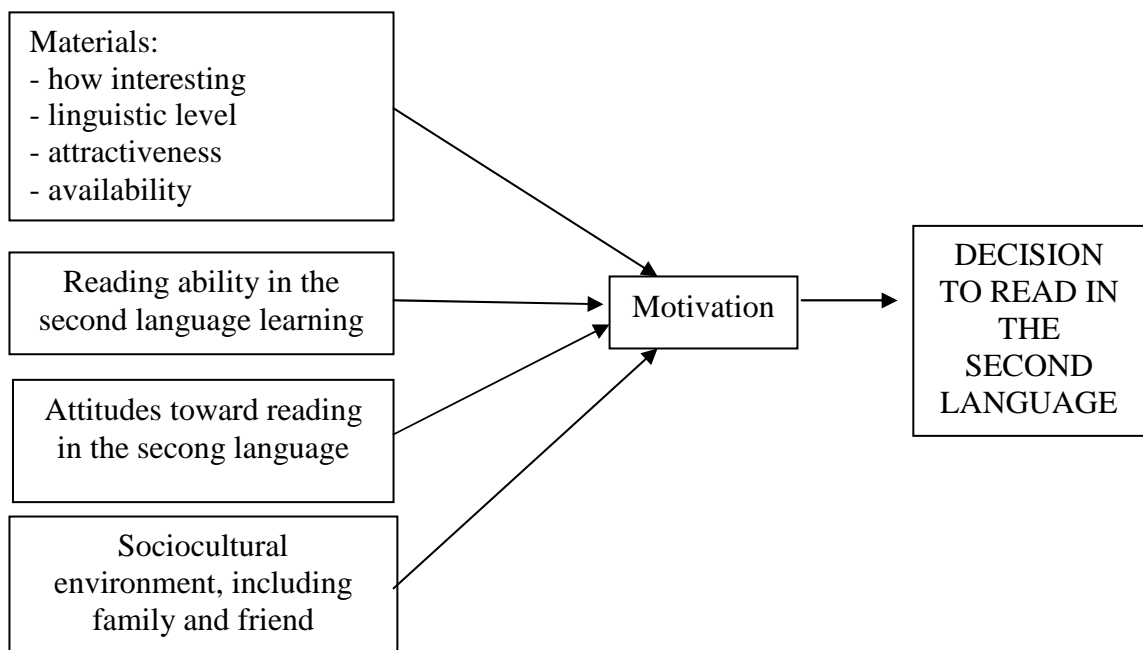 Materials:
- how interesting
- linguistic level
- attractiveness
- availability
Reading ability in the
second language learning
Attitudes toward reading
in the secong language
Sociocultural
environment, including
family and friend
Motivation
DECISION
TO READ IN
THE
SECOND
LANGUAGE